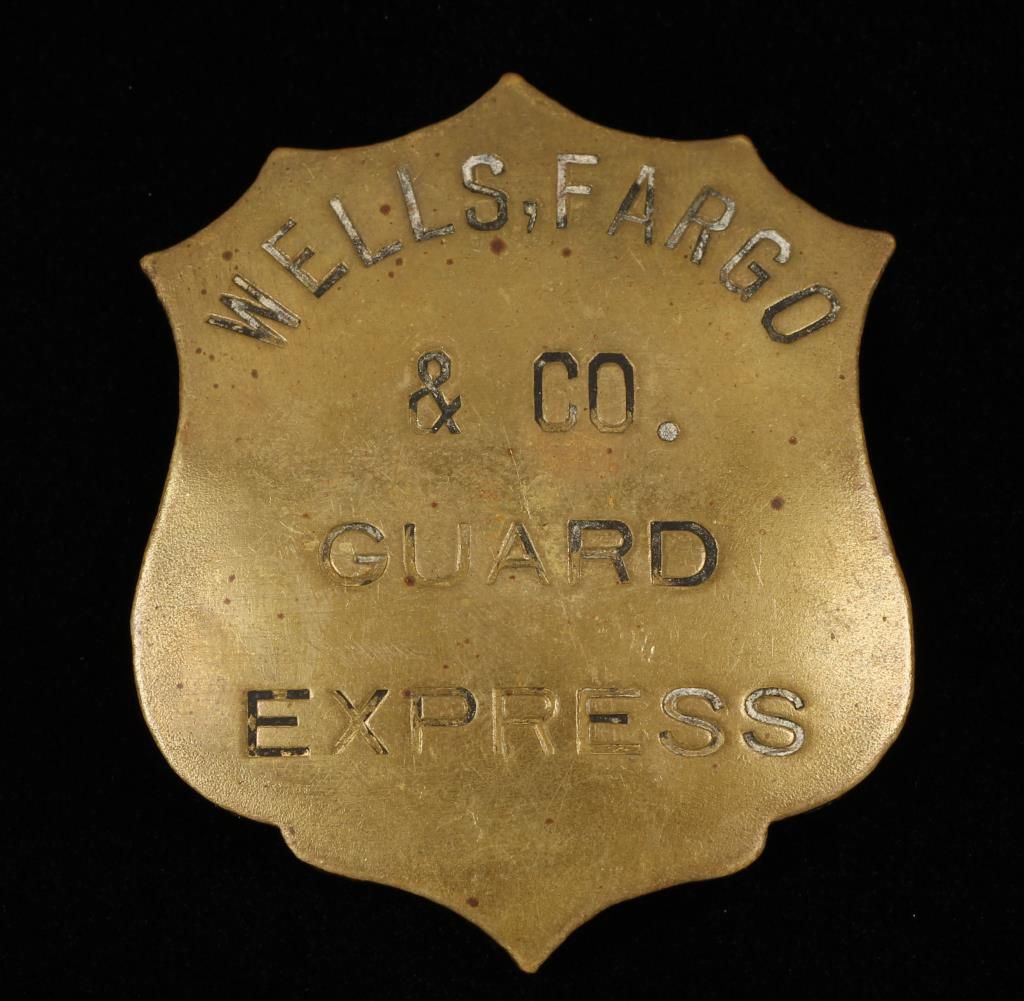 WELLS, FARGO
& CO.
GUARD
EXPRESS